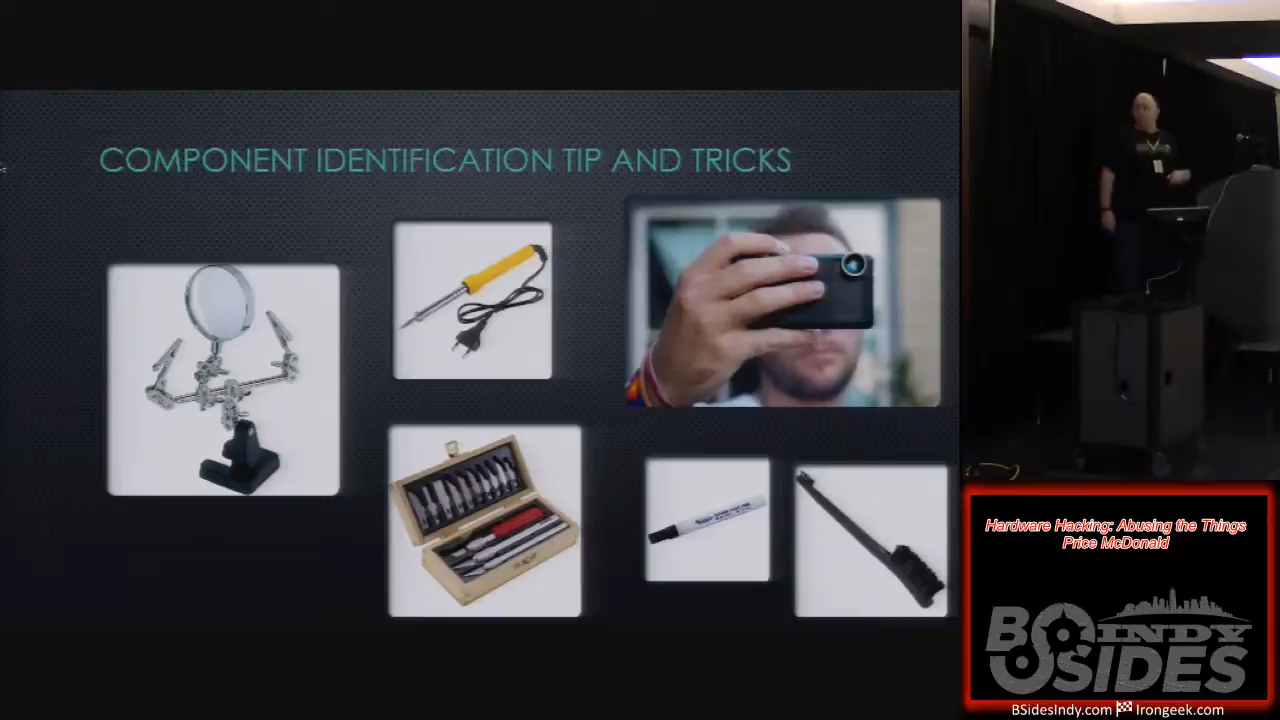 COMPONENT IDENTIFICATION TIP AND TRICKS
Hardware Hacking: Abusing the Things
Price McDonald
BSIDES
INDY
BSidesIndy.com Irongeek.com